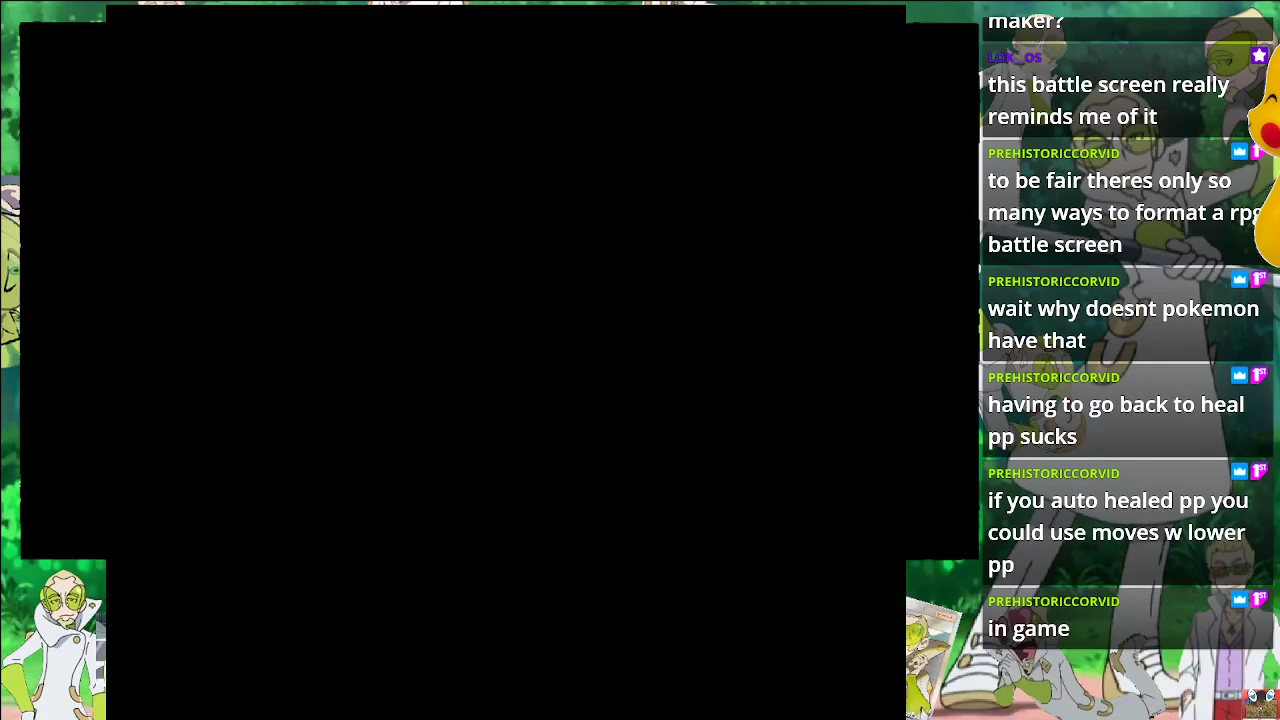 maker?
LOX_OS
this battle screen really
reminds me of it
PREHISTORICCORVID
to be fair theres only so
many ways to format a rpg
battle screen
PREHISTORICCORVID
wait why doesnt pokemon
have that
PREHISTORICCORVID
having to go back to heal
pp sucks
PREHISTORICCORVID
if you auto healed pp you
could use moves w lower
pp
PREHISTORICCORVID
in game